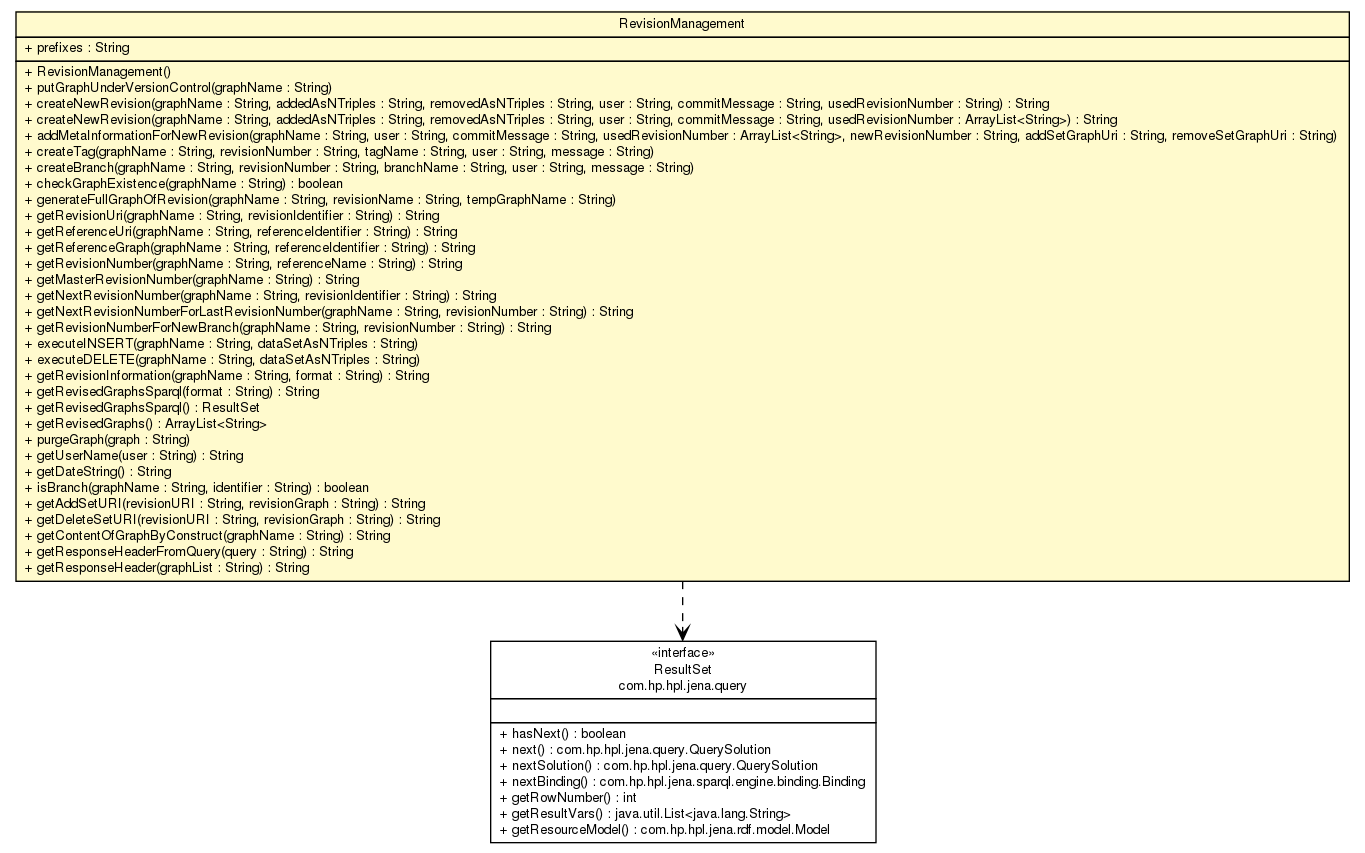 RevisionManagement
+ prefixes : String
+ RevisionManagement()
+ putGraphUnderVersionControl(graphName : String)
+ createNewRevision(graphName : String, addedAsNTriples : String, removedAsNTriples : String, user : String, commitMessage : String, usedRevisionNumber : String) : String
+ createNewRevision(graphName : String, addedAsNTriples : String, removedAsNTriples : String, user : String, commitMessage : String, usedRevisionNumber : ArrayList<String>) : String
+ addMetaInformationForNewRevision(graphName : String, user : String, commitMessage : String, usedRevisionNumber : ArrayList<String>, newRevisionNumber : String, addSetGraphUri : String, removeSetGraphUri : String)
+ createTag(graphName : String, revisionNumber : String, tagName : String, user : String, message : String)
+ createBranch(graphName : String, revisionNumber : String, branchName : String, user : String, message : String)
+ checkGraphExistence(graphName : String) : boolean
+ generateFullGraphOfRevision(graphName : String, revisionName : String, tempGraphName : String)
+ getRevisionUri(graphName : String, revisionIdentifier : String) : String
+ getReferenceUri(graphName : String, referenceIdentifier : String) : String
+ getReferenceGraph(graphName : String, referenceIdentifier : String) : String
+ getRevisionNumber(graphName : String, referenceName : String) : String
+ getMasterRevisionNumber(graphName : String) : String
+ getNextRevisionNumber(graphName : String, revisionIdentifier : String) : String
+ getNextRevisionNumberForLastRevisionNumber(graphName : String, revisionNumber : String) : String
+ getRevisionNumberForNewBranch(graphName : String, revisionNumber : String) : String
+ executeINSERT(graphName : String, dataSetAsNTriples : String)
+ executeDELETE(graphName : String, dataSetAsNTriples : String)
+ getRevisionInformation(graphName : String, format : String) : String
+ getRevisedGraphsSparql(format : String) : String
+ getRevisedGraphsSparql() : ResultSet
+ getRevisedGraphs() : ArrayList<String>
+ purgeGraph(graph : String)
+ getUserName(user : String) : String
+ getDateString() : String
+ isBranch(graphName : String, identifier : String) : boolean
+ getAddSetURI(revisionURI : String, revisionGraph : String) : String
+ getDeleteSetURI(revisionURI : String, revisionGraph : String) : String
+ getContentOfGraphByConstruct(graphName : String) : String
+ getResponseHeaderFromQuery(query : String) : String
+ getResponseHeader(graphList : String) : String
«interface»
ResultSet
com.hp.hpl.jena.query
+ hasNext() : boolean
+ next() : com.hp.hpl.jena.query.QuerySolution
+ nextSolution() : com.hp.hpl.jena.query.QuerySolution
+ nextBinding() : com.hp.hpl.jena.sparql.engine.binding.Binding
+ getRowNumber() : int
+ getResultVars() : java.util.List<java.lang.String>
+ getResourceModel() : com.hp.hpl.jena.rdf.model.Model